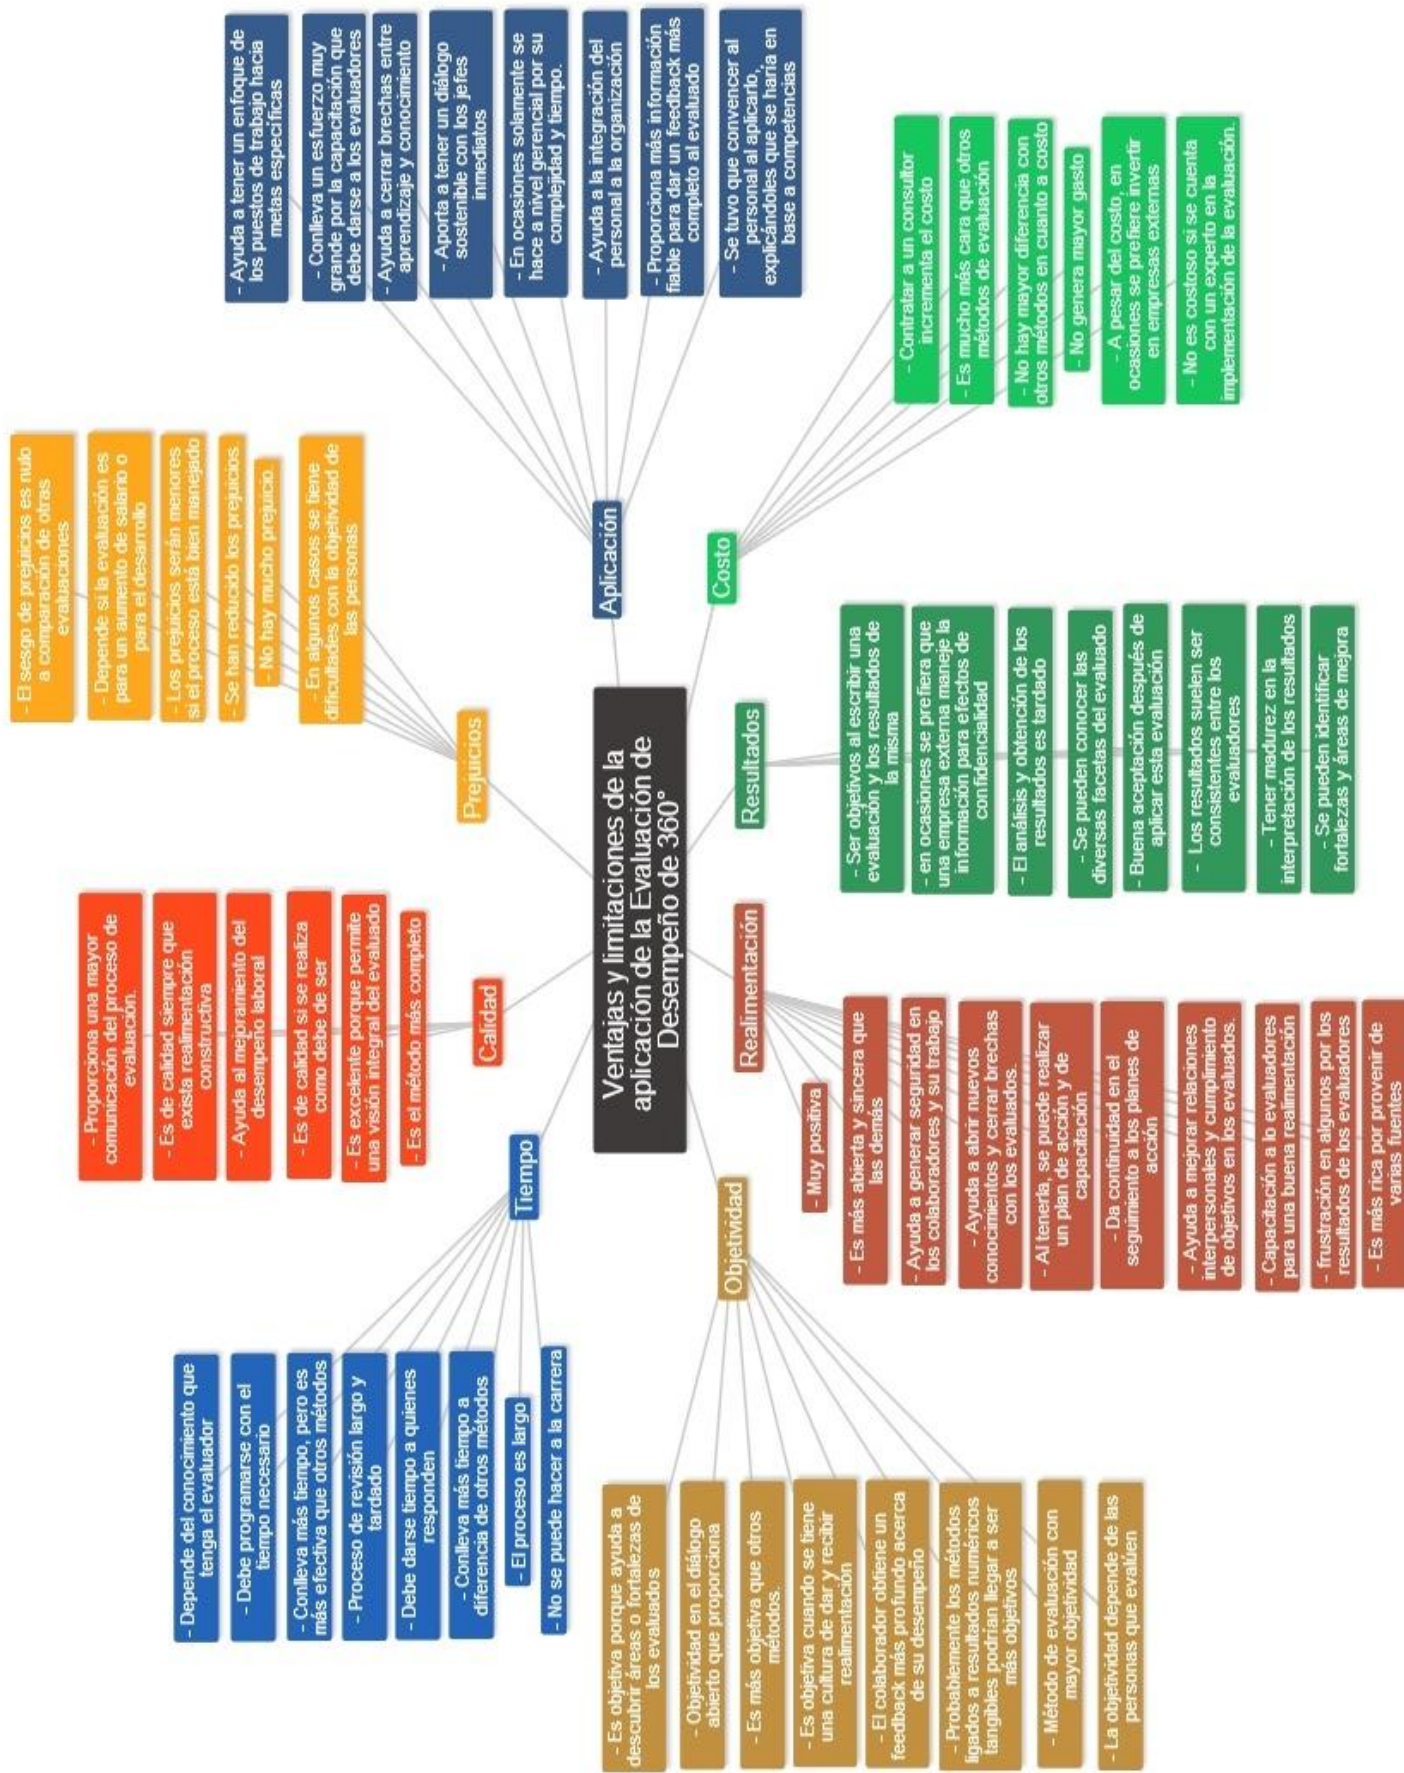 Ventajas y limitaciones de la
aplicación de la Evaluación de
Desempeño de 360°
Tiempo
- Depende del conocimiento que
tenga el evaluador
- Debe programarse con el
tiempo necesario
- Conlleva más tiempo, pero es
más efectiva que otros métodos
- Proceso de revisión largo y
tardado
- Debe darse tiempo a quienes
responden
- Conlleva más tiempo a
diferencia de otros métodos
- El proceso es largo
- No se puede hacer a la carrera
Calidad
- Proporciona una mayor
comunicación del proceso de
evaluación.
- Es de calidad siempre que
exista realimentación
constructiva
- Ayuda al mejoramiento del
desempeño laboral
- Es de calidad si se realiza
como debe de ser
- Es excelente porque permite
una visión integral del evaluado
- Es el método más completo
Prejuicios
- El sesgo de prejuicios es nulo
a comparación de otras
evaluaciones
- Depende si la evaluación es
para un aumento de salario o
para el desarrollo
- Los prejuicios serán menores
si el proceso está bien manejado
- Se han reducido los prejuicios.
- No hay mucho prejuicio.
- En algunos casos se tiene
dificultades con la objetividad de
las personas
Aplicación
- Ayuda a tener un enfoque de
los puestos de trabajo hacia
metas específicas
- Conlleva un esfuerzo muy
grande por la capacitación que
debe darse a los evaluadores
- Ayuda a cerrar brechas entre
aprendizaje y conocimiento
- Aporta a tener un diálogo
sostenible con los jefes
inmediatos
- En ocasiones solamente se
hace a nivel gerencial por su
complejidad y tiempo.
- Ayuda a la integración del
personal a la organización
- Proporciona más información
fiable para dar un feedback más
completo al evaluado
- Se tuvo que convencer al
personal al aplicarlo,
explicándoles que se haría en
base a competencias
Objetividad
- Es objetiva porque ayuda a
descubrir áreas o fortalezas de
los evaluados
- Objetividad en el diálogo
abierto que proporciona
- Es más objetiva que otros
métodos.
- Es objetiva cuando se tiene
una cultura de dar y recibir
realimentación
- El colaborador obtiene un
feedback más profundo acerca
de su desempeño
- Probablemente los métodos
ligados a resultados numéricos
tangibles podrían llegar a ser
más objetivos
- Método de evaluación con
mayor objetividad
- La objetividad depende de las
personas que evalúen
Realimentación
- Muy positiva
- Es más abierta y sincera que
las demás
- Ayuda a generar seguridad en
los colaboradores y su trabajo
- Ayuda a abrir nuevos
conocimientos y cerrar brechas
con los evaluados.
- Al tenerla, se puede realizar
un plan de acción y de
capacitación
- Da continuidad en el
seguimiento a los planes de
acción
- Ayuda a mejorar relaciones
interpersonales y cumplimiento
de objetivos en los evaluados.
- Capacitación a lo evaluadores
para una buena realimentación
- frustración en algunos por los
resultados de los evaluadores
- Es más rica por provenir de
varias fuentes
Resultados
- Ser objetivos al escribir una
evaluación y los resultados de
la misma
- en ocasiones se prefiera que
una empresa externa maneje la
información para efectos de
confidencialidad
- El análisis y obtención de los
resultados es tardado
- Se pueden conocer las
diversas facetas del evaluado
- Buena aceptación después de
aplicar esta evaluación
- Los resultados suelen ser
consistentes entre los
evaluadores
- Tener madurez en la
interpretación de los resultados
- Se pueden identificar
fortalezas y áreas de mejora
Costo
- Contratar a un consultor
incrementa el costo
- Es mucho más cara que otros
métodos de evaluación
- No hay mayor diferencia con
otros métodos en cuanto a costo
- No genera mayor gasto
- A pesar del costo, en
ocasiones se prefiere invertir
en empresas externas
- No es costoso si se cuenta
con un experto en la
implementación de la evaluación.